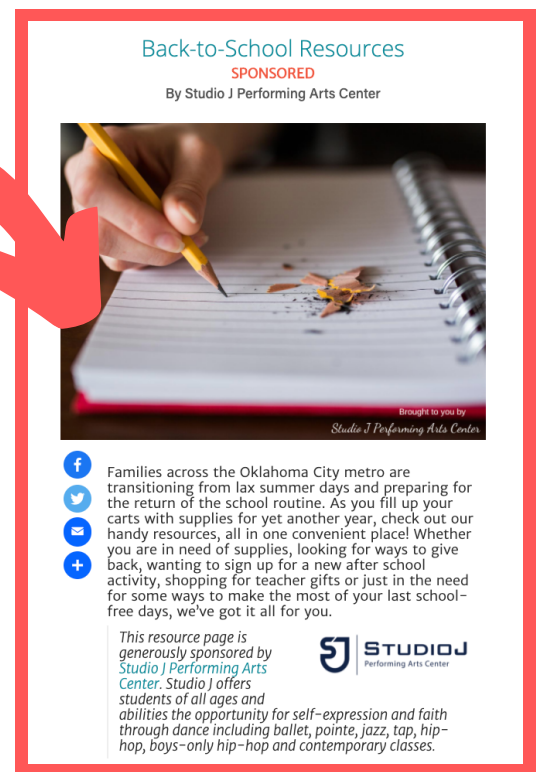 Back-to-School Resources
SPONSORED
By Studio J Performing Arts Center
Brought to you by
Studio J Performing Arts Center
Families across the Oklahoma City metro are
transitioning from lax summer days and preparing for
the return of the school routine. As you fill up your
carts with supplies for yet another year, check out our
handy resources, all in one convenient place! Whether
you are in need of supplies, looking for ways to give
back, wanting to sign up for a new after school
activity, shopping for teacher gifts or just in the need
for some ways to make the most of your last school-
free days, we've got it all for you.
This resource page is
generously sponsored by
Studio J Performing Arts
Center. Studio J offers
students of all ages and
abilities the opportunity for self-expression and faith
through dance including ballet, pointe, jazz, tap, hip-
hop, boys-only hip-hop and contemporary classes.
SJ
STUDIOJ
Performing Arts Center